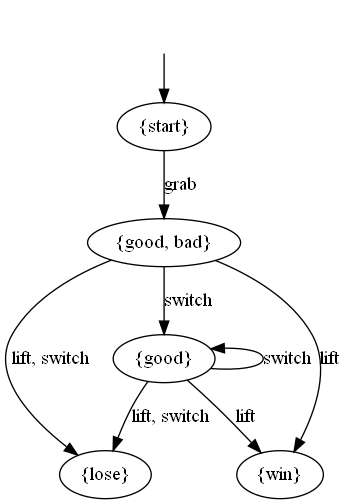 {start}
grab
{good, bad}
switch
{good}
switch
lift
lift, switch
lift, switch
lift
{lose}
{win}